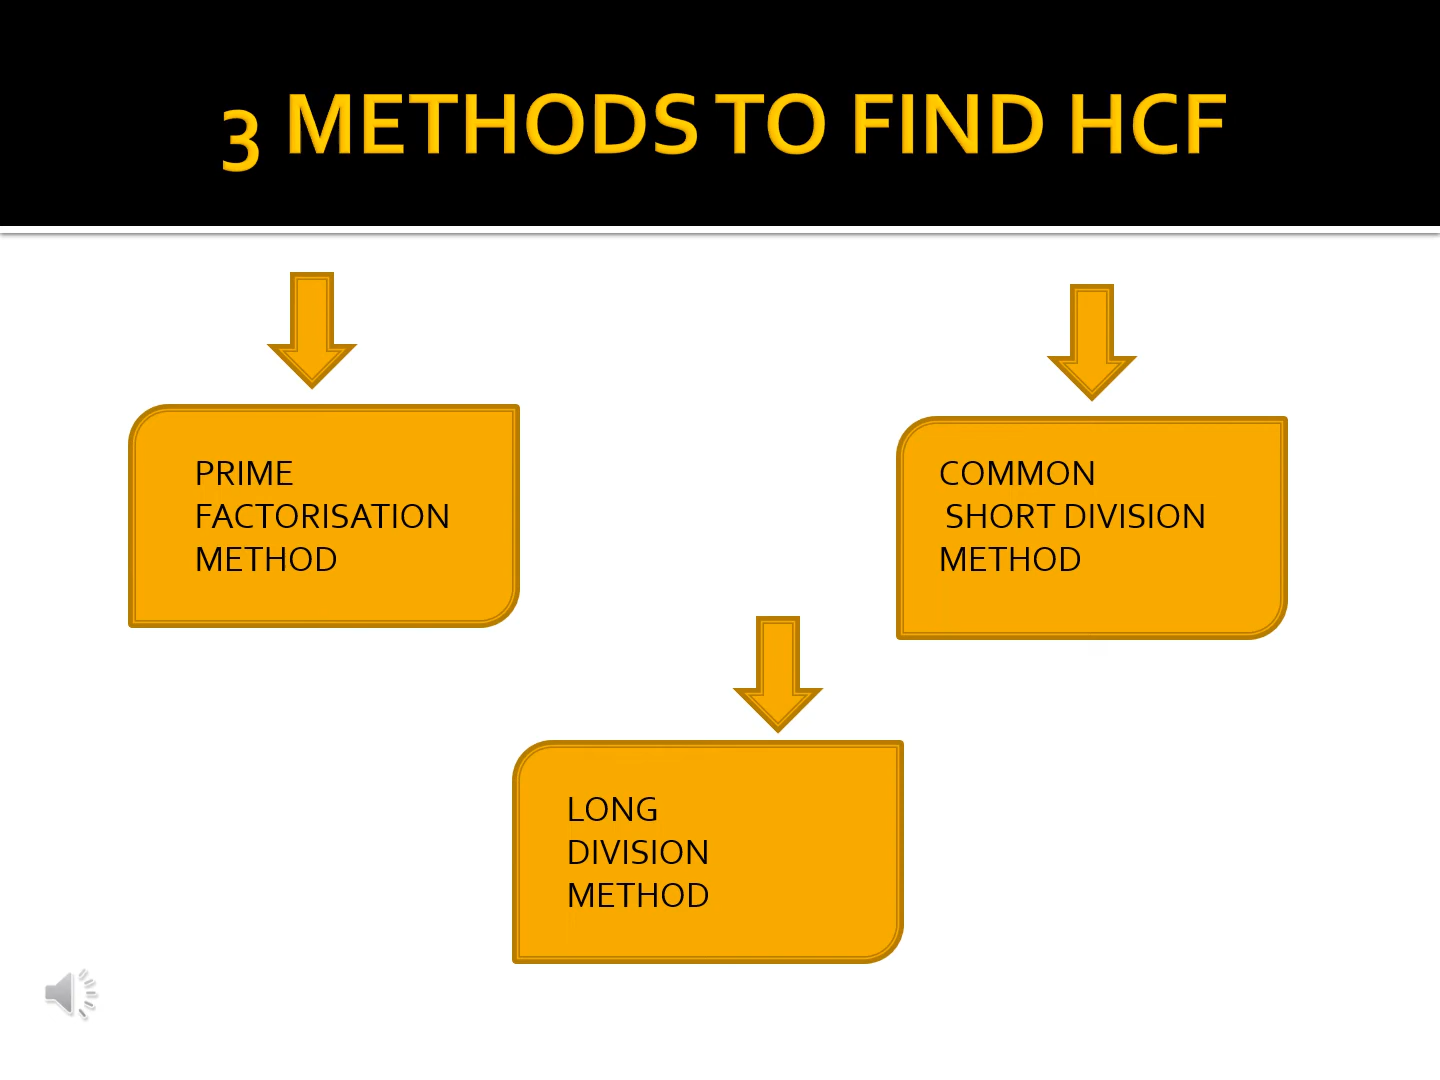 3 METHODS TO FIND HCF
PRIME
FACTORISATION
METHOD
COMMON
SHORT DIVISION
METHOD
LONG
DIVISION
METHOD